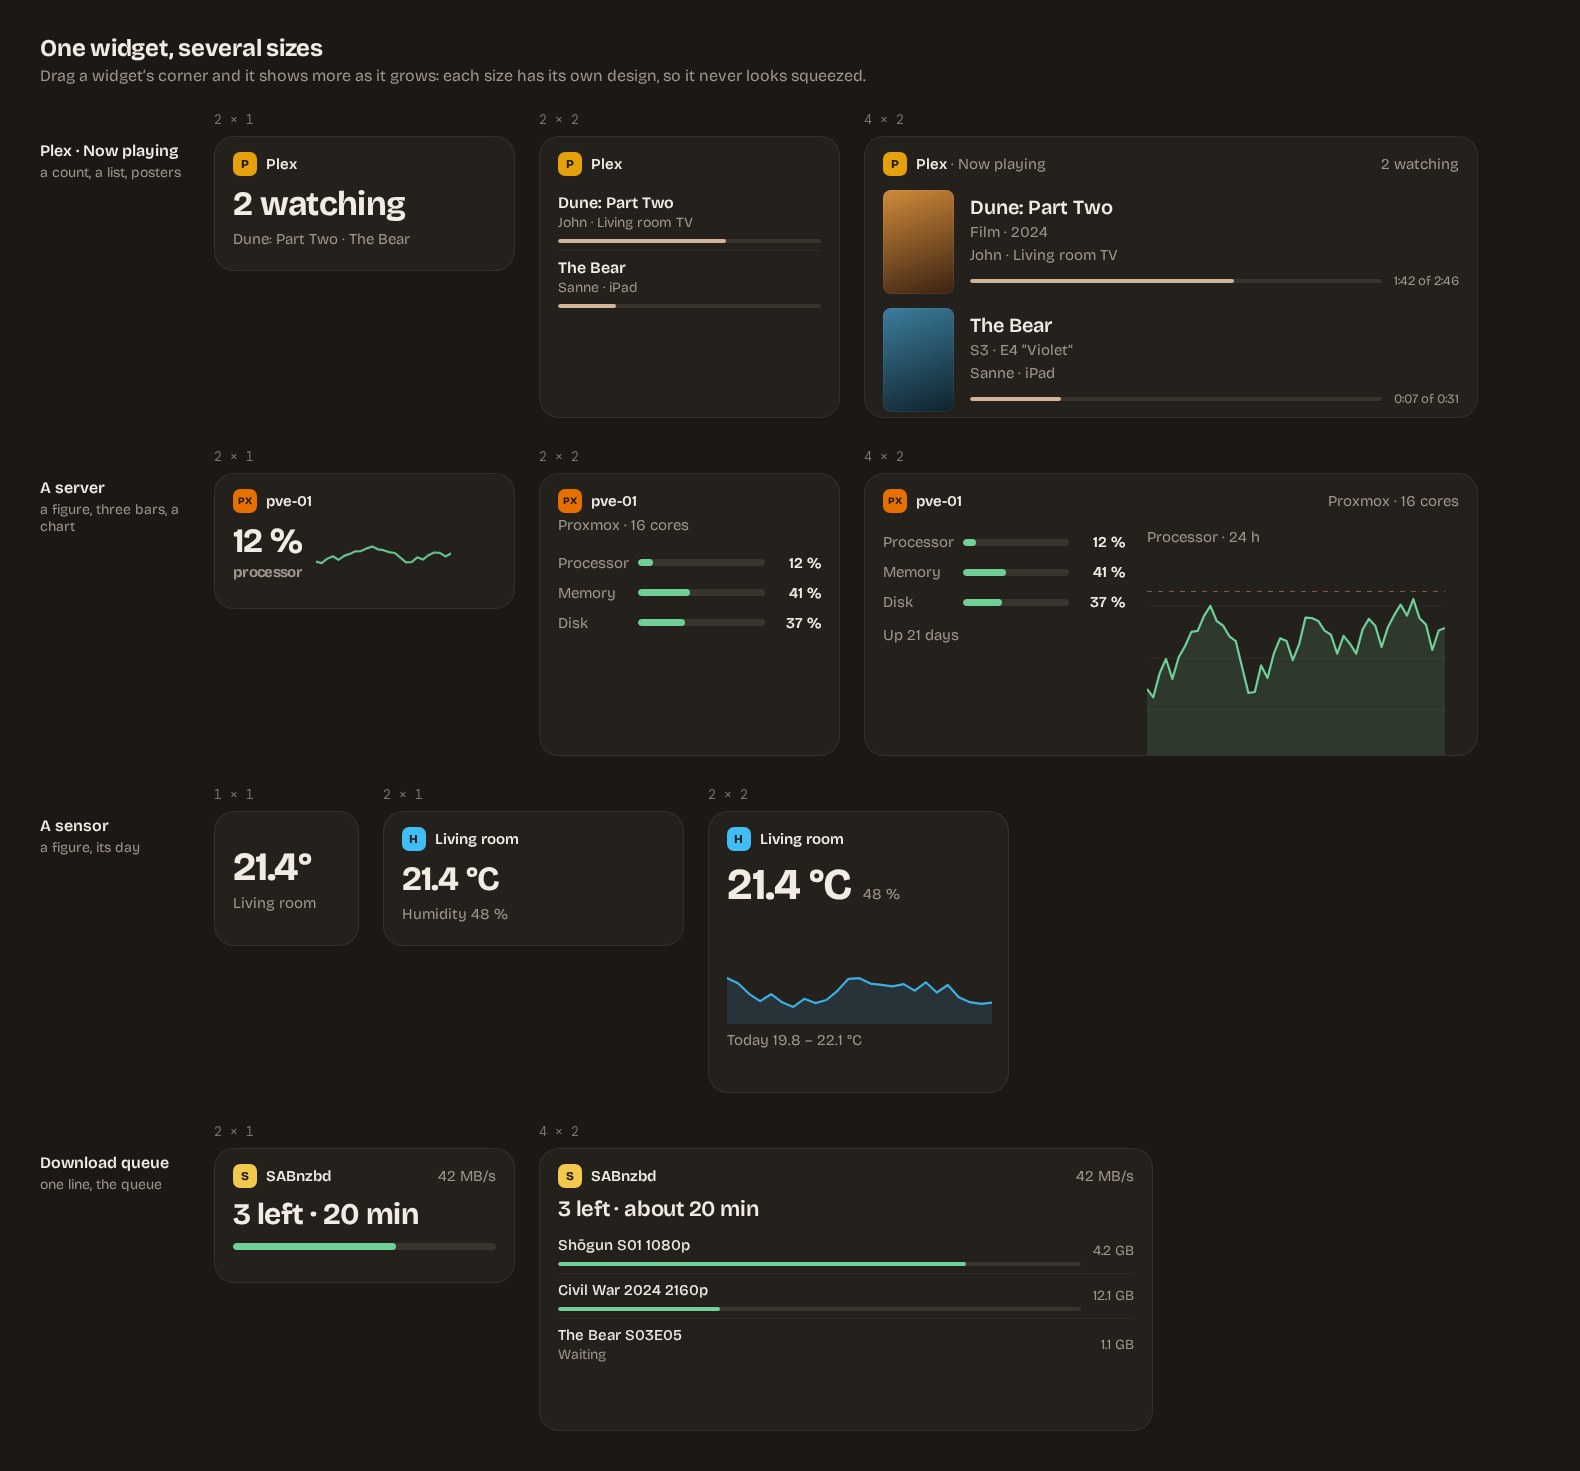 One widget, several sizes
Drag a widget's corner and it shows more as it grows: each size has its own design, so it never looks squeezed.
2 × 1
2 × 2
4 × 2
Plex · Now playing
a count, a list, posters
P Plex
2 watching
Dune: Part Two · The Bear
P Plex
Dune: Part Two
John · Living room TV
The Bear
Sanne · iPad
P Plex · Now playing
2 watching
Dune: Part Two
Film · 2024
John · Living room TV
1:42 of 2:46
The Bear
S3 · E4 "Violet"
Sanne · iPad
0:07 of 0:31
2 × 1
2 × 2
4 × 2
A server
a figure, three bars, a
chart
PX pve-01
12 %
processor
PX pve-01
Proxmox · 16 cores
Processor 12 %
Memory 41 %
Disk 37 %
PX pve-01
Proxmox · 16 cores
Processor 12 %
Memory 41 %
Disk 37 %
Up 21 days
Processor · 24 h
1 × 1
2 × 1
2 × 2
A sensor
a figure, its day
21.4°
Living room
H Living room
21.4 °C
Humidity 48 %
H Living room
21.4 °C 48 %
Today 19.8 – 22.1 °C
2 × 1
4 × 2
Download queue
one line, the queue
S SABnzbd 42 MB/s
3 left · 20 min
S SABnzbd 42 MB/s
3 left · about 20 min
Shōgun S01 1080p
4.2 GB
Civil War 2024 2160p
12.1 GB
The Bear S03E05
Waiting
1.1 GB